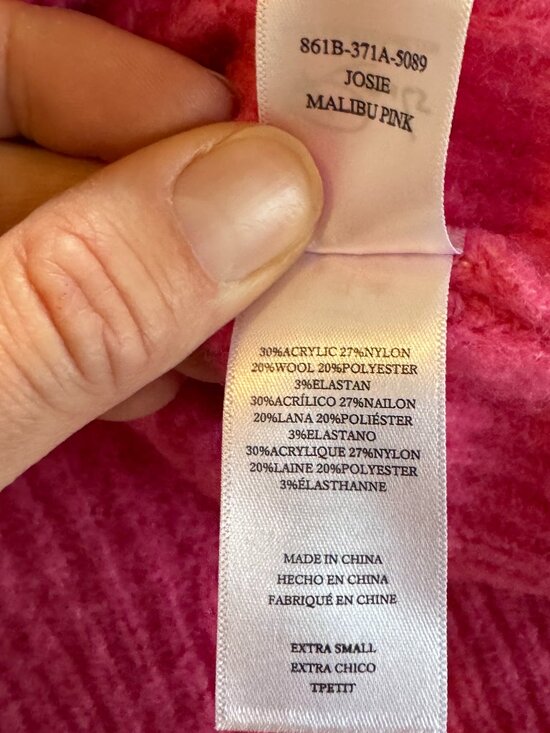 861B-371A-5089
JOSIE
MALIBU PINK
30%ACRYLIC 27%NYLON
20%WOOL 20%POLYESTER
3%ELASTAN
30%ACRÍLICO 27%NAILON
20%LANA 20%POLIÉSTER
3%ELASTANO
30%ACRYLIQUE 27%NYLON
20%LAINE 20%POLYESTER
3%ÉLASTHANNE
MADE IN CHINA
HECHO EN CHINA
FABRIQUÉ EN CHINE
EXTRA SMALL
EXTRA CHICO
TPETIT